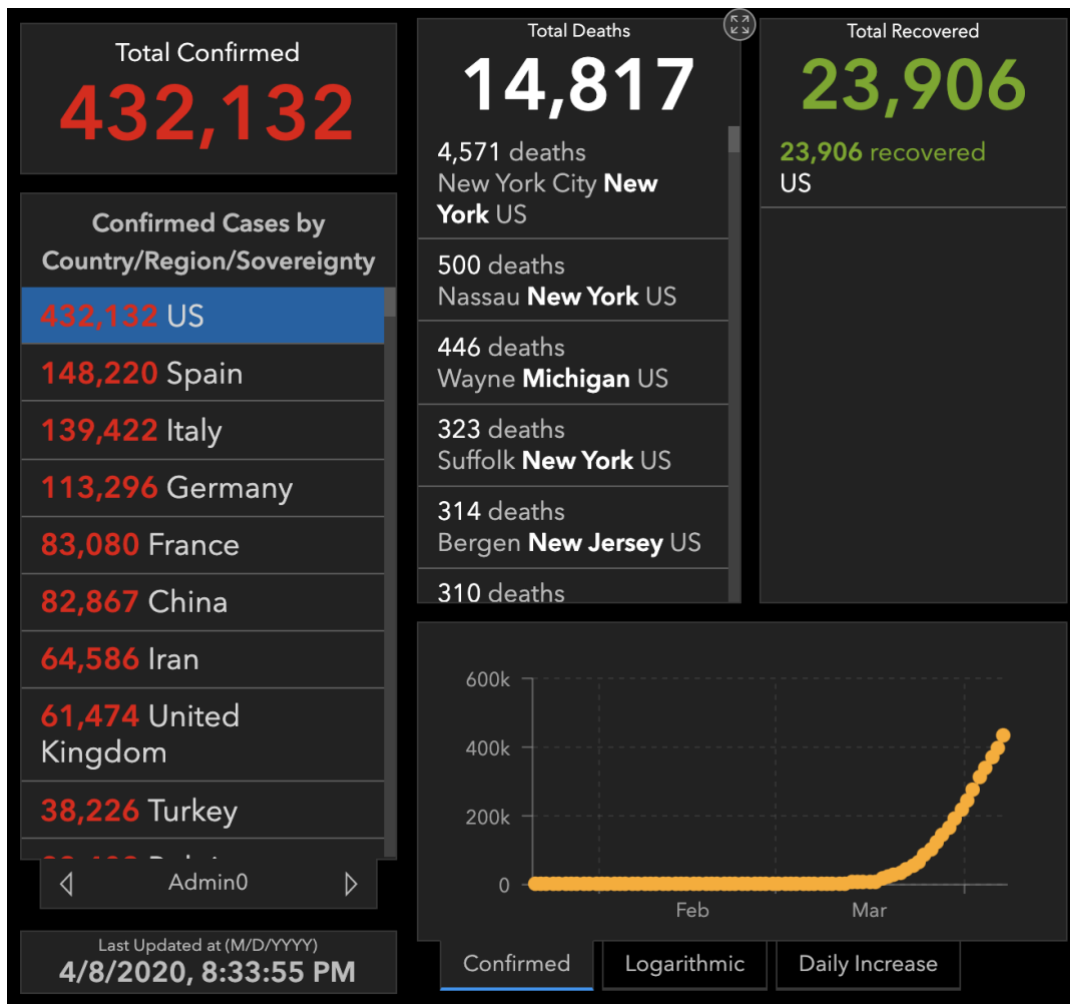 Total Confirmed
432,132
Confirmed Cases by
Country/Region/Sovereignty
432,132 US
148,220 Spain
139,422 Italy
113,296 Germany
83,080 France
82,867 China
64,586 Iran
61,474 United
Kingdom
38,226 Turkey
Admin0
Last Updated at (M/D/YYYY)
4/8/2020, 8:33:55 PM
Total Deaths
14,817
4,571 deaths
New York City New
York US
500 deaths
Nassau New York US
446 deaths
Wayne Michigan US
323 deaths
Suffolk New York US
314 deaths
Bergen New Jersey US
310 deaths
Total Recovered
23,906
23,906 recovered
US
600k
400k
200k
0
Feb
Mar
Confirmed
Logarithmic
Daily Increase